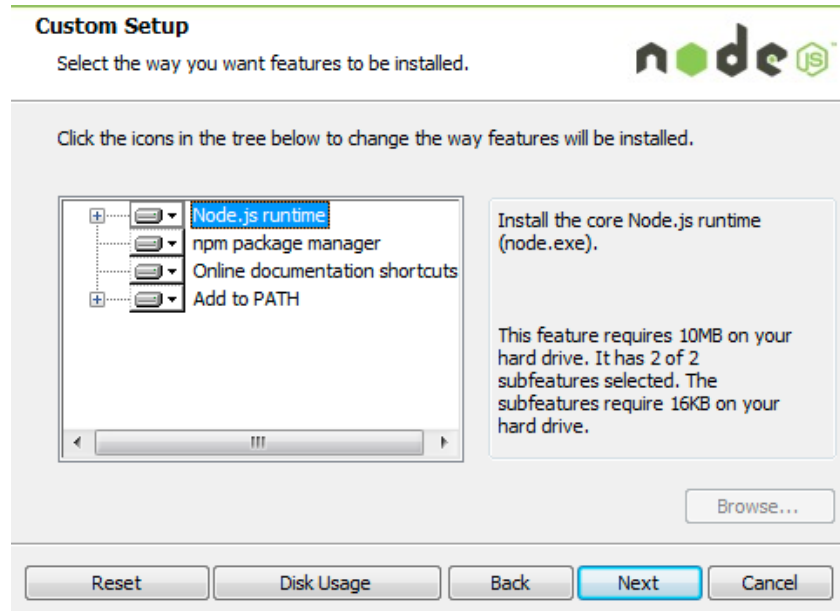 Custom Setup
Select the way you want features to be installed.
node JS
Click the icons in the tree below to change the way features will be installed.
Node.js runtime
npm package manager
Online documentation shortcuts
Add to PATH
Install the core Node.js runtime
(node.exe).
This feature requires 10MB on your
hard drive. It has 2 of 2
subfeatures selected. The
subfeatures require 16KB on your
hard drive.
Browse...
Reset
Disk Usage
Back
Next
Cancel